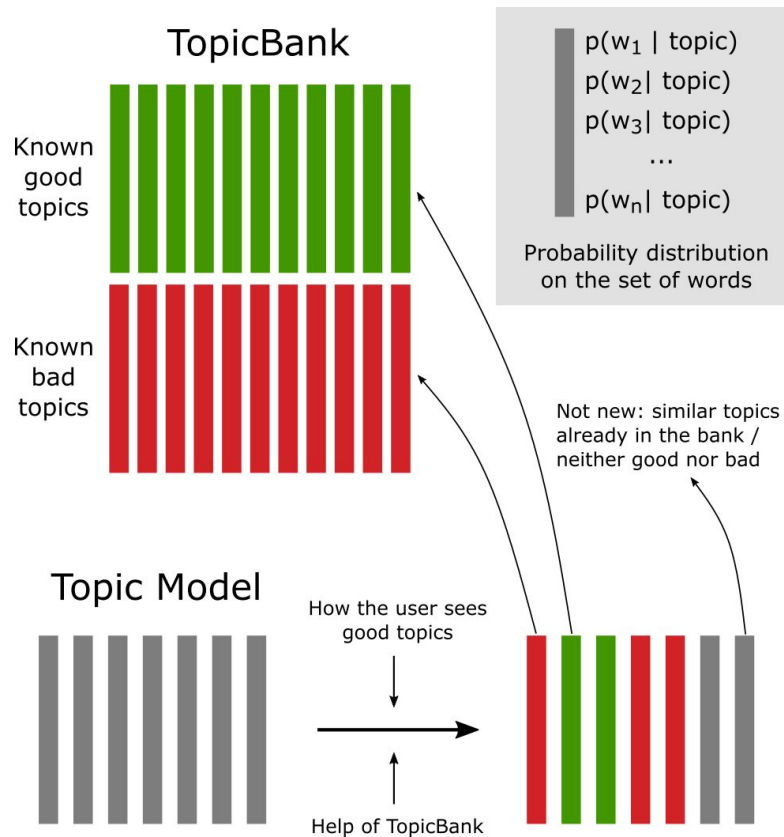 TopicBank
p(w1 | topic)
p(w2| topic)
p(w3| topic)
...
p(wn| topic)
Probability distribution
on the set of words
Known
good
topics
Known
bad
topics
Not new: similar topics
already in the bank /
neither good nor bad
Topic Model
How the user sees
good topics
Help of TopicBank